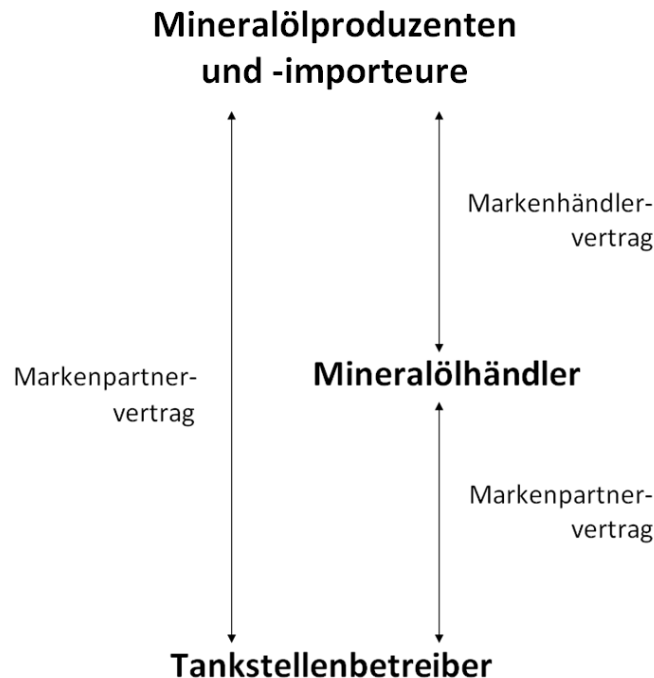 Mineralölproduzenten
und -importeure
Markenhändler-
vertrag
Markenpartner-
vertrag
Mineralölhändler
Markenpartner-
vertrag
Tankstellenbetreiber